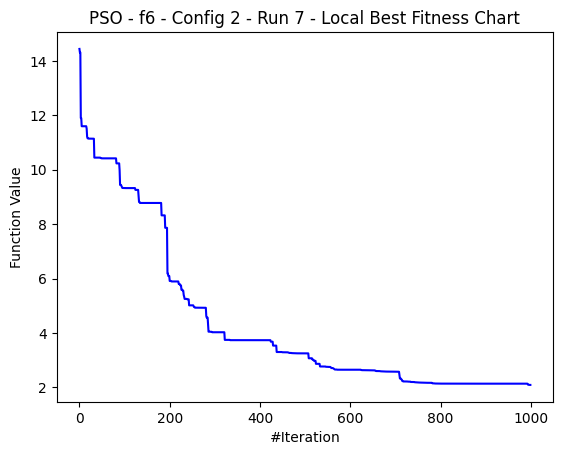 PSO - f6 - Config 2 - Run 7 - Local Best Fitness Chart
Function Value
14
12
10
8
6
4
2
0 200 400 600 800 1000
#Iteration